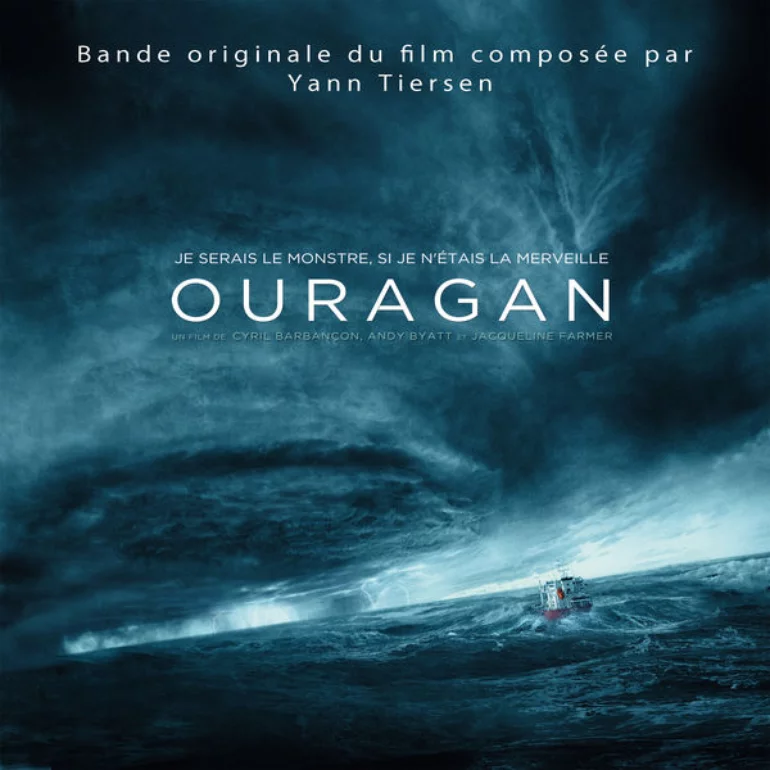 Bande originale du film composée par
Yann Tiersen
JE SERAIS LE MONSTRE, SI JE N'ÉTAIS LA MERVEILLE
OURAGAN
UN FILM DE CYRIL BARBANÇON, ANDY BYATT ET JACQUELINE FARMER